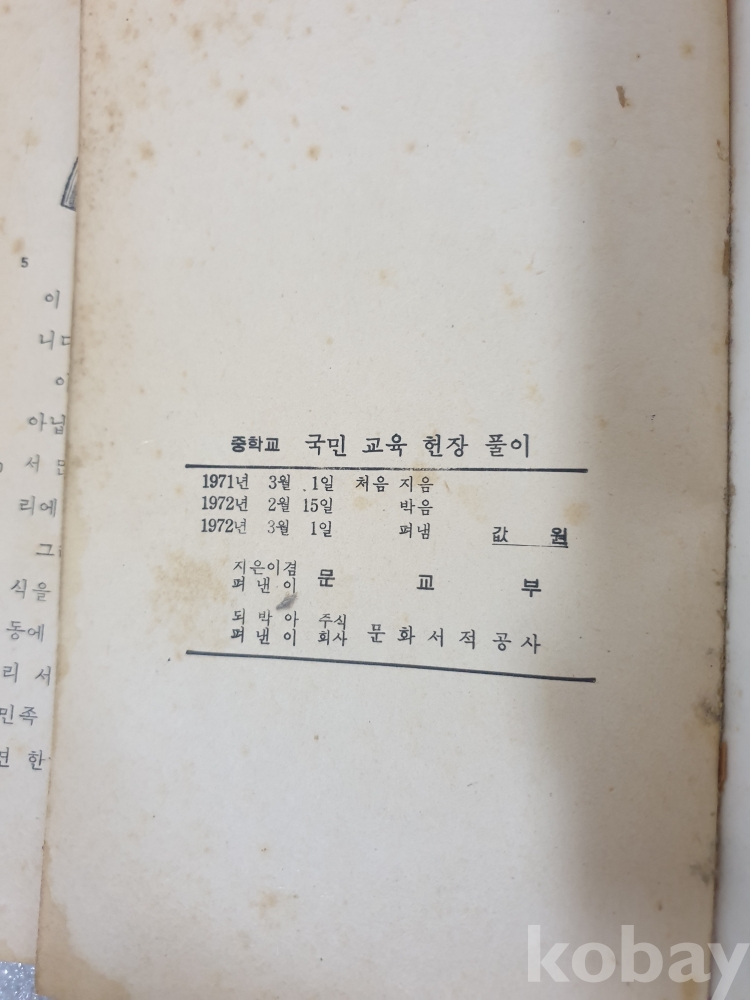 5
이
니다
아닙
서
리에
식을
동에
리 서
민족
한
중학교 국민 교육 헌장 풀이
1971년 3월 1일 처음 지음
1972년 2월 15일 박음
1972년 3월 1일 펴냄 값 원
지은이겸
펴낸이 문교부
되박아 주식
펴낸이 회사 문화서적공사
kobay